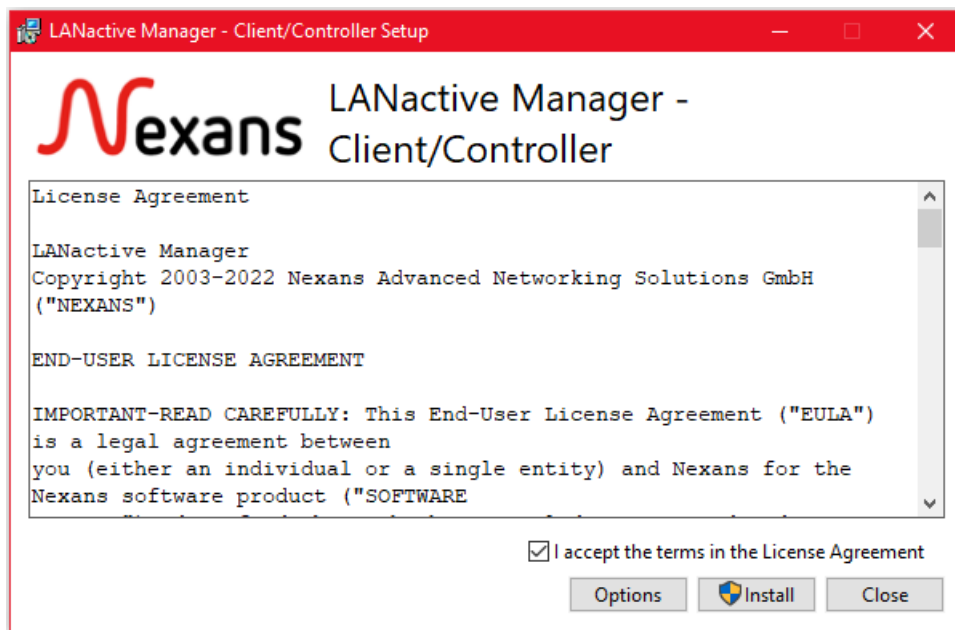 LANactive Manager - Client/Controller Setup
Nexans
LANactive Manager -
Client/Controller
License Agreement
LANactive Manager
Copyright 2003-2022 Nexans Advanced Networking Solutions GmbH
("NEXANS")
END-USER LICENSE AGREEMENT
IMPORTANT-READ CAREFULLY: This End-User License Agreement ("EULA")
is a legal agreement between
you (either an individual or a single entity) and Nexans for the
Nexans software product ("SOFTWARE
I accept the terms in the License Agreement
Options
Install
Close